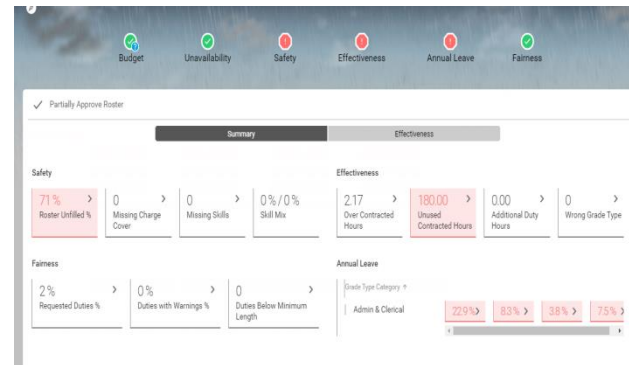 Budget Unavailability Safety Effectiveness Annual Leave Fairness
Partially Approve Roster
Summary Effectiveness
Safety
71 %
Roster Unfilled %
0
Missing Charge
Cover
0
Missing Skills
0 % / 0 %
Skill Mix
Effectiveness
2.17
Over Contracted
Hours
180.00
Unused
Contracted Hours
0.00
Additional Duty
Hours
0
Wrong Grade Type
Fairness
2 %
Requested Duties %
0 %
Duties with Warnings %
0
Duties Below Minimum
Length
Annual Leave
Grade Type Category
Admin & Clerical 22.9% 8.3% 3.8% 7.5%